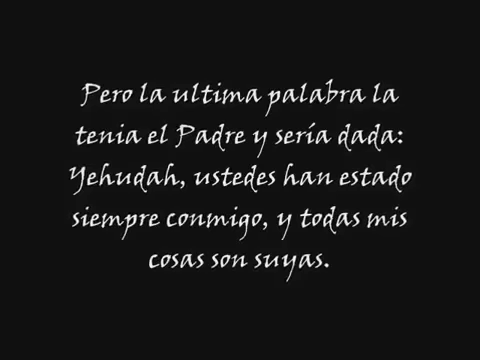 Pero la ultima palabra la
tenia el Padre y sería dada:
Yehudah, ustedes han estado
siempre conmigo, y todas mis
cosas son suyas.